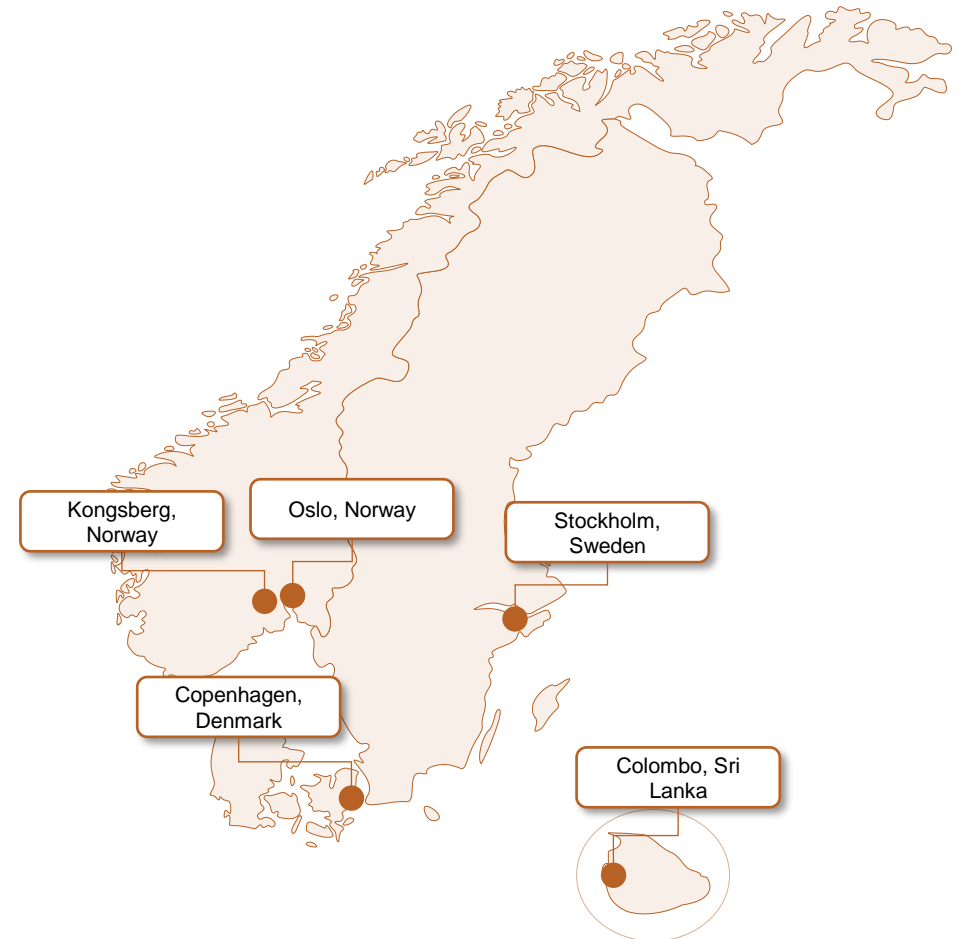 Kongsberg,
Norway
Oslo, Norway
Stockholm,
Sweden
Copenhagen,
Denmark
Colombo, Sri
Lanka